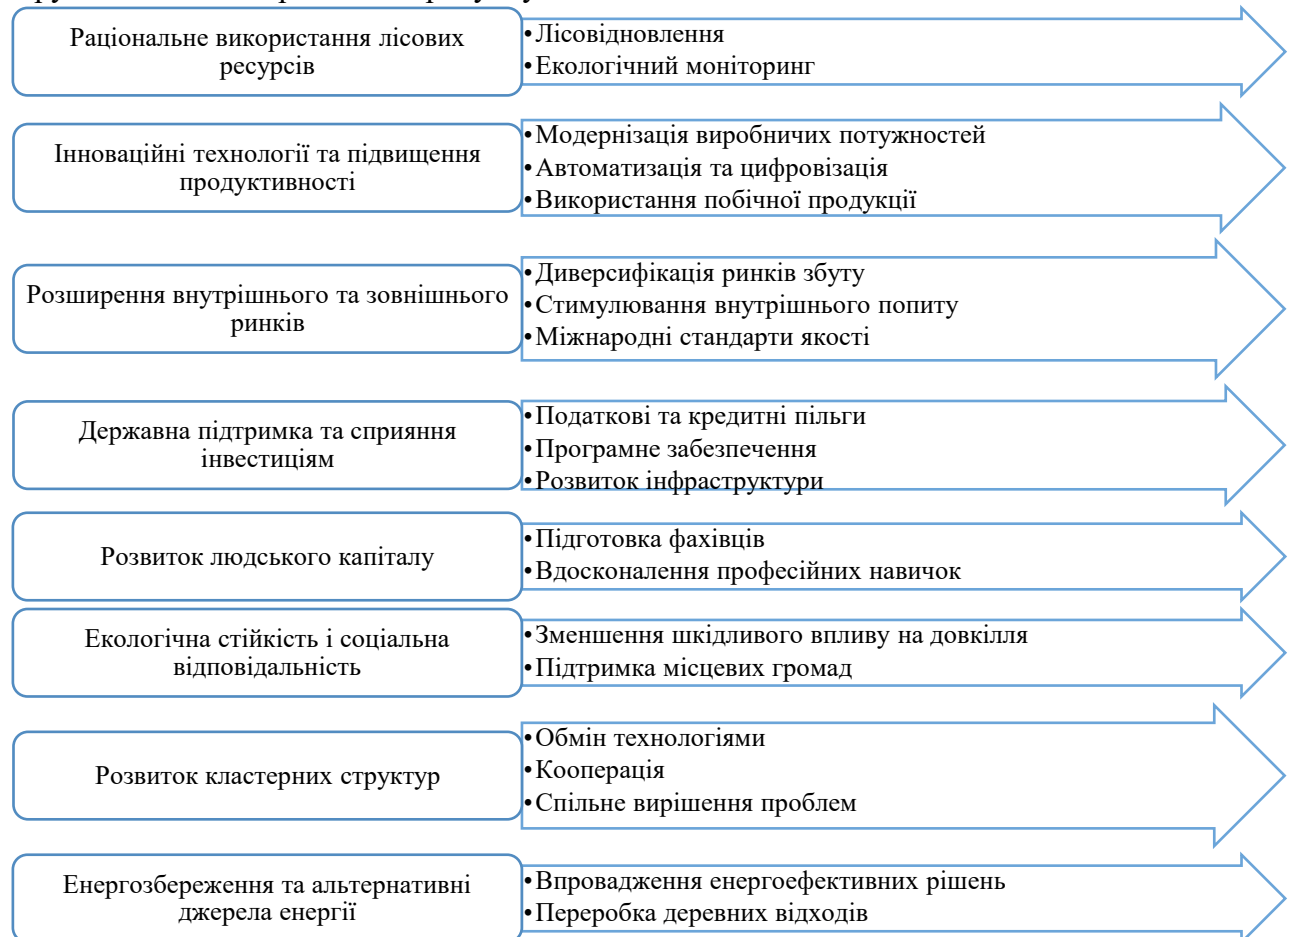 Раціональне використання лісових
ресурсів
•Лісовідновлення
•Екологічний моніторинг
Інноваційні технології та підвищення
продуктивності
•Модернізація виробничих потужностей
•Автоматизація та цифровізація
•Використання побічної продукції
Розширення внутрішнього та зовнішнього
ринків
•Диверсифікація ринків збуту
•Стимулювання внутрішнього попиту
•Міжнародні стандарти якості
Державна підтримка та сприяння
інвестиціям
•Податкові та кредитні пільги
•Програмне забезпечення
•Розвиток інфраструктури
Розвиток людського капіталу
•Підготовка фахівців
•Вдосконалення професійних навичок
Екологічна стійкість і соціальна
відповідальність
•Зменшення шкідливого впливу на довкілля
•Підтримка місцевих громад
Розвиток кластерних структур
•Обмін технологіями
•Кооперація
•Спільне вирішення проблем
Енергозбереження та альтернативні
джерела енергії
•Впровадження енергоефективних рішень
•Переробка деревних відходів